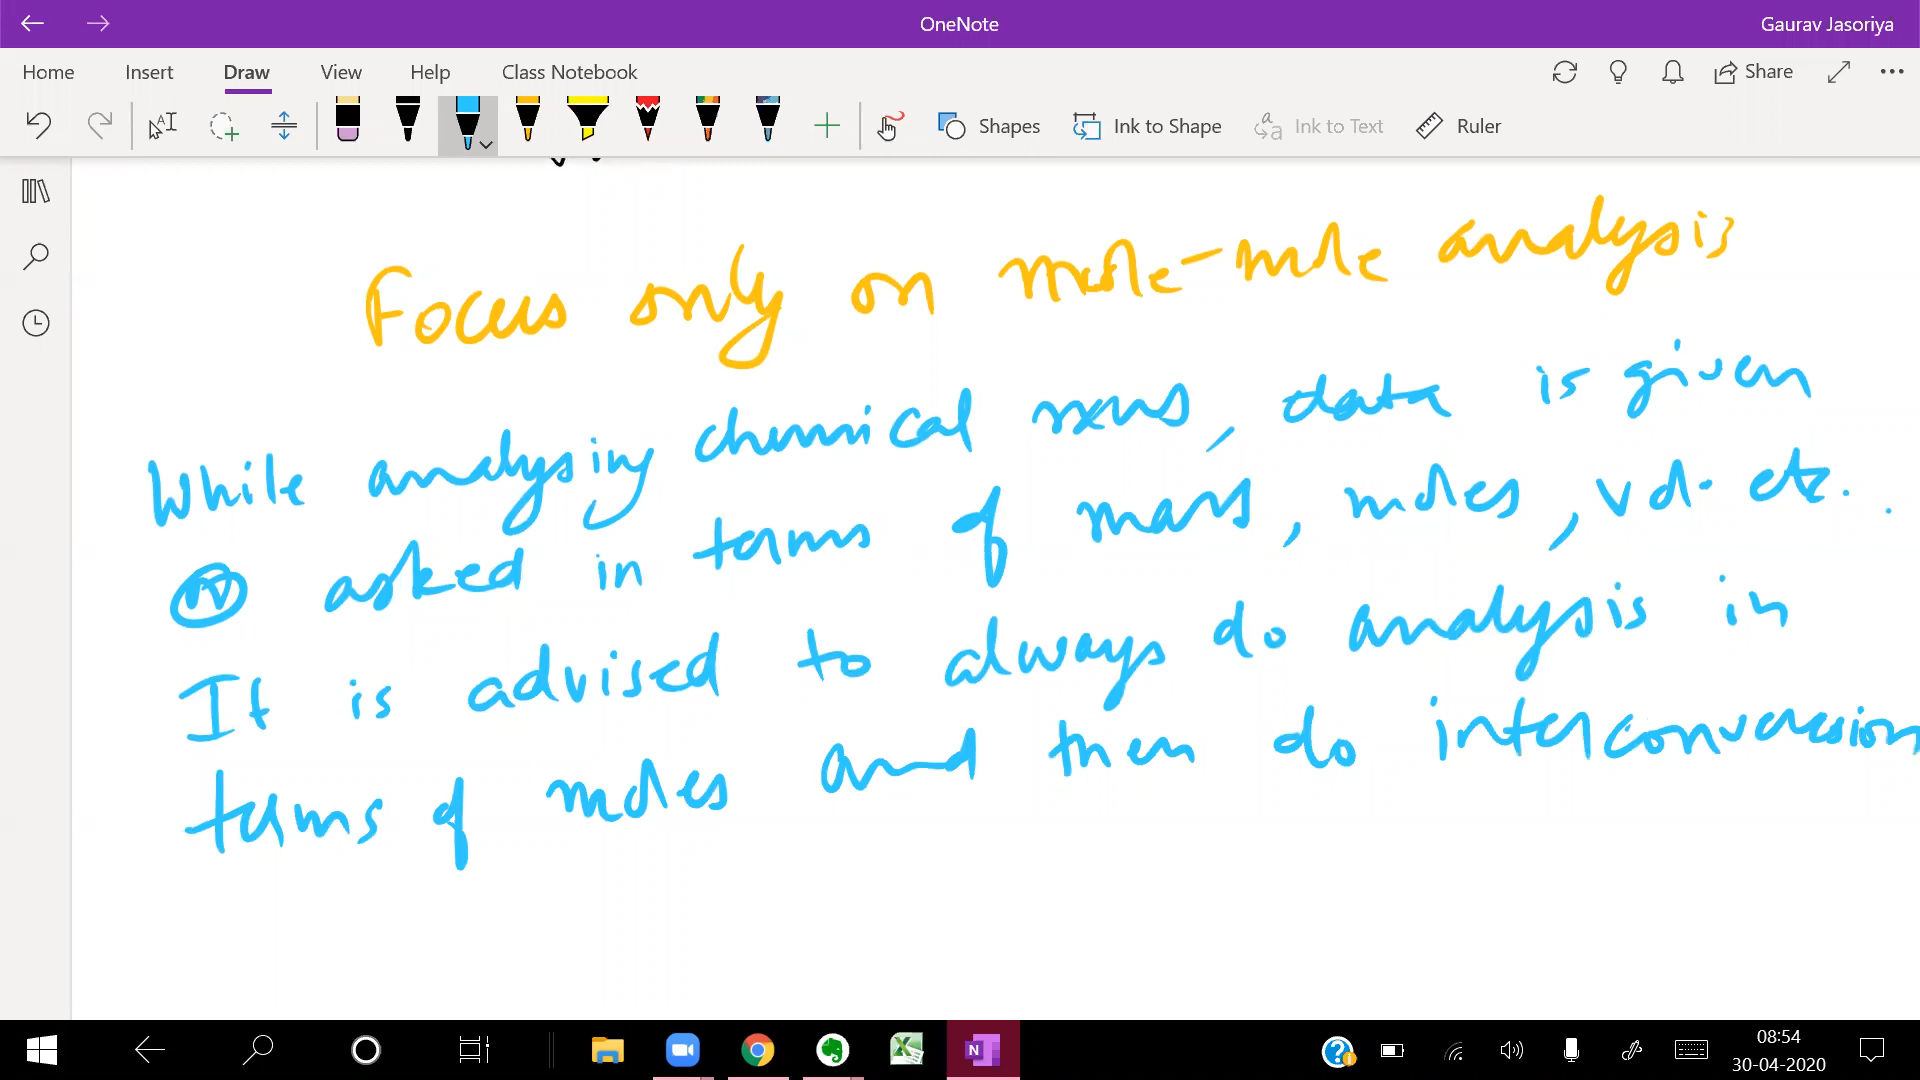 OneNote
Gaurav Jasoriya
Home Insert Draw View Help Class Notebook Share
Shapes Ink to Shape Ink to Text Ruler
Focus only on mole-mole analysis
While analysing chemical rxns, data is given
asked in terms of mass, moles, vol. etc.
It is advised to always do analysis in
terms of moles and then do interconversion
08:54
30-04-2020